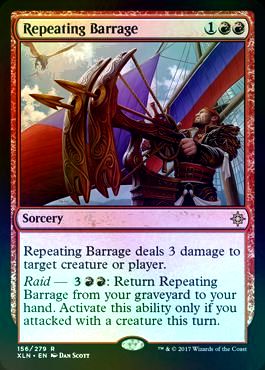 Repeating Barrage 1
Sorcery
Repeating Barrage deals 3 damage to
target creature or player.
Raid — 3 : Return Repeating
Barrage from your graveyard to your
hand. Activate this ability only if you
attacked with a creature this turn.
156/279 R
XLN • EN DAN SCOTT
™ & © 2017 Wizards of the Coast